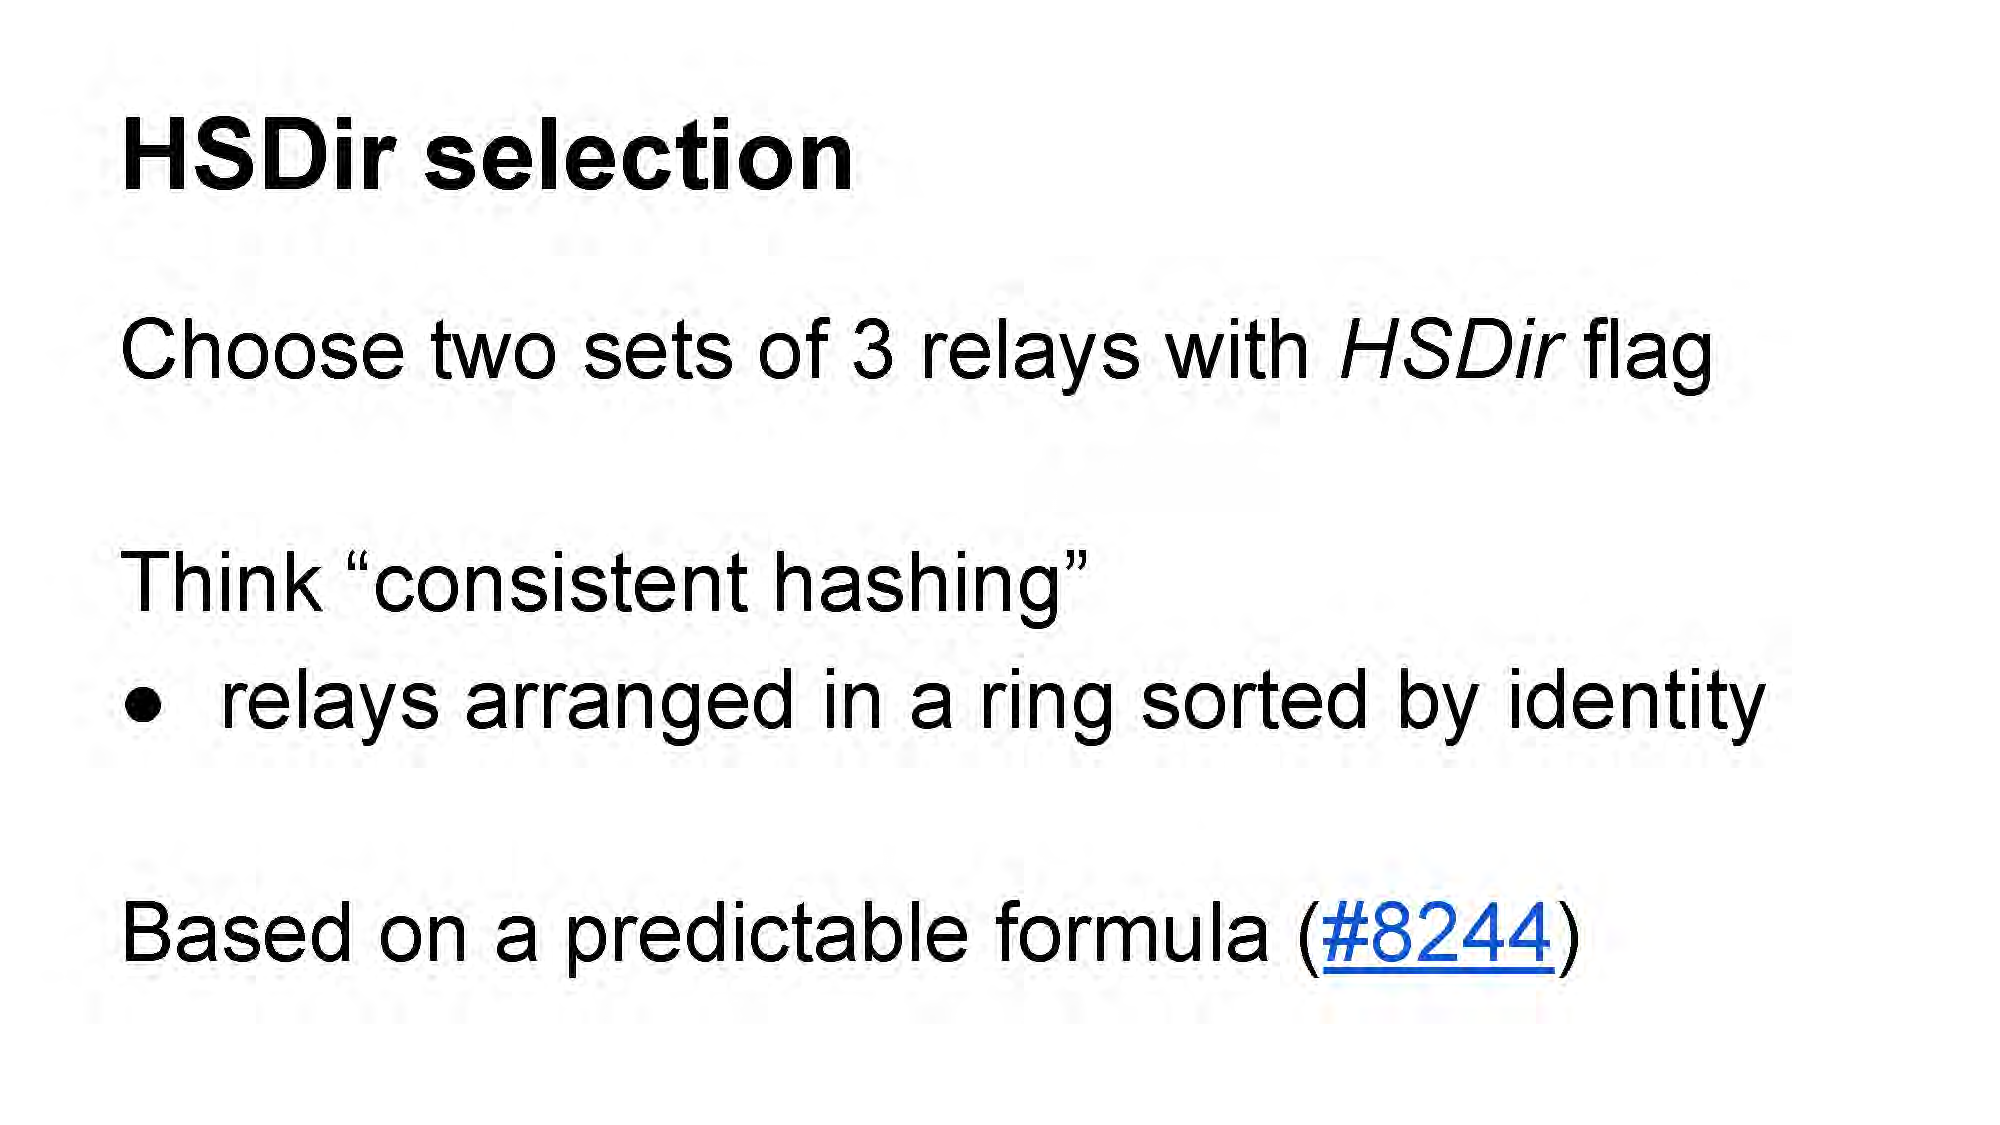 HSDir selection
Choose two sets of 3 relays with HSDir flag
Think “consistent hashing”
● relays arranged in a ring sorted by identity
Based on a predictable formula (#8244)